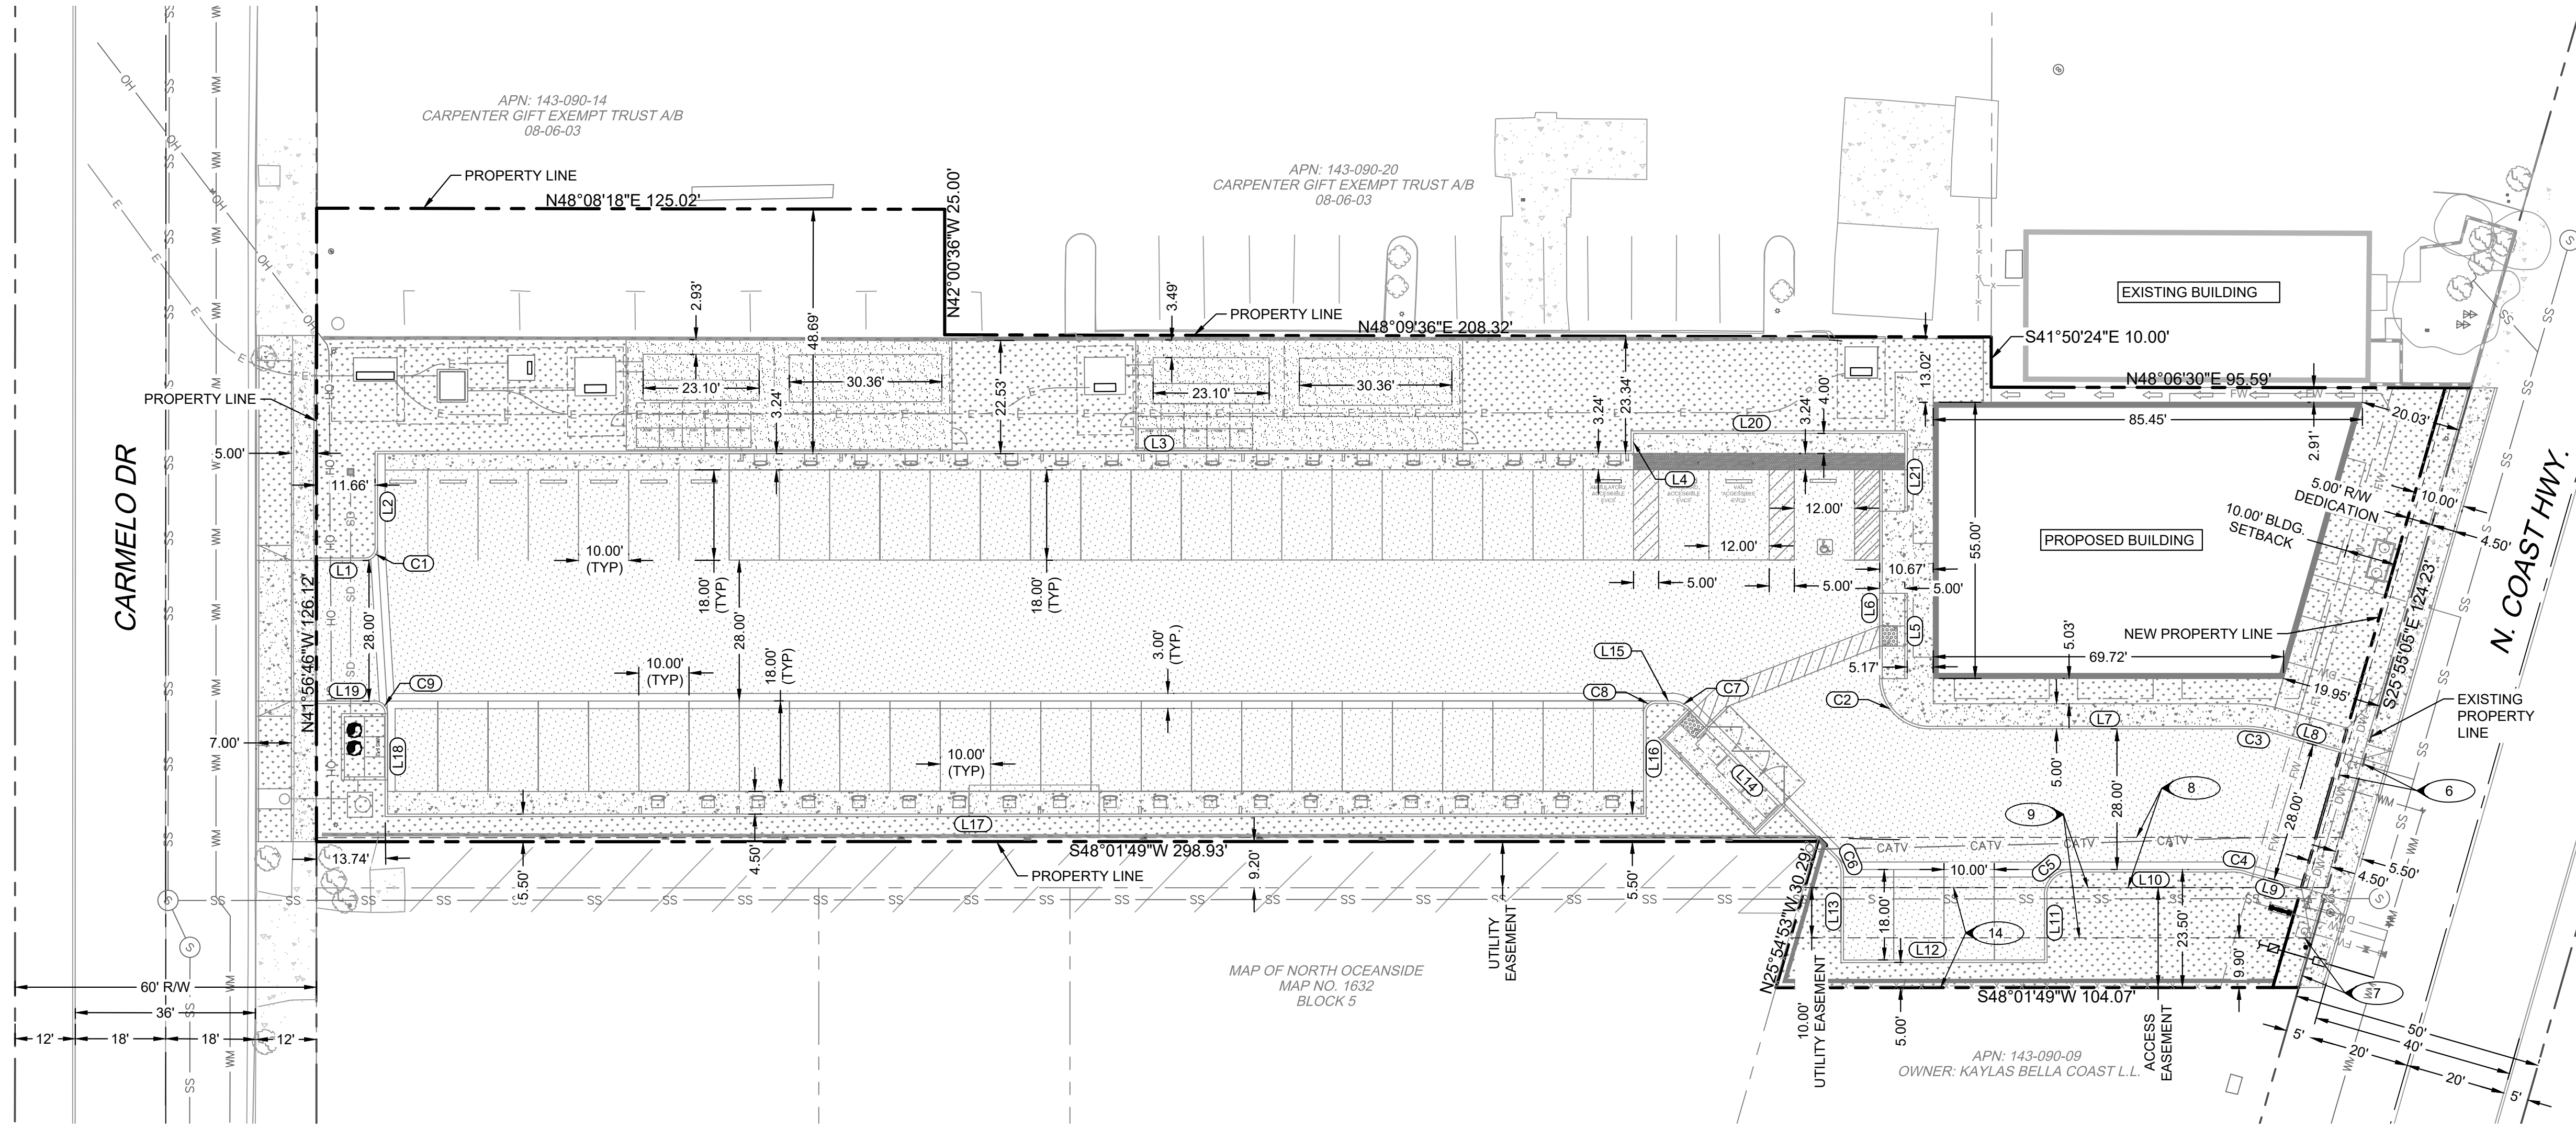 APN: 143-090-14
CARPENTER GIFT EXEMPT TRUST A/B
08-06-03
PROPERTY LINE
N48°08'18"E 125.02'
N42°00'36"W 25.00'
APN: 143-090-20
CARPENTER GIFT EXEMPT TRUST A/B
08-06-03
PROPERTY LINE
N48°09'36"E 208.32'
EXISTING BUILDING
S41°50'24"E 10.00'
N48°06'30"E 95.59'
2.93'
48.69'
3.49'
13.02'
23.10'
30.36'
23.10'
30.36'
3.24'
22.53'
3.24'
23.34'
3.24'
4.00'
L20
L3
L4
L21
85.45'
20.03'
2.91'
PROPERTY LINE
CARMELO DR
5.00'
11.66'
L2
L1
C1
10.00'
(TYP)
18.00'
(TYP)
18.00'
(TYP)
AMBULATORY
ACCESSIBLE
EVCS
VAN
ACCESSIBLE
EVCS
12.00'
12.00'
5.00'
5.00'
10.67'
5.00'
55.00'
PROPOSED BUILDING
5.00' R/W
DEDICATION
10.00' BLDG.
SETBACK
10.00'
4.50'
N. COAST HWY.
S25°55'05"E 124.23'
NEW PROPERTY LINE
EXISTING
PROPERTY
LINE
N41°56'46"W 126.12'
28.00'
28.00'
L19
C9
10.00'
(TYP)
18.00'
(TYP)
3.00'
(TYP.)
L15
C8
C7
L6
L5
5.17'
C2
5.03'
69.72'
19.95'
L7
C3
L8
7.00'
L18
10.00'
(TYP)
L16
L14
5.00'
28.00'
28.00'
8
9
6
L17
13.74'
5.50'
4.50'
S48°01'49"W 298.93'
PROPERTY LINE
9.20'
5.50'
UTILITY
EASEMENT
N25°54'53"W 30.29'
CATV
CATV
CATV
CATV
C6
10.00'
C5
C4
L10
L9
4.50'
5.50'
L13
18.00'
L12
L11
14
23.50'
9.90'
7
S48°01'49"W 104.07'
10.00'
UTILITY EASEMENT
5.00'
ACCESS
EASEMENT
MAP OF NORTH OCEANSIDE
MAP NO. 1632
BLOCK 5
APN: 143-090-09
OWNER: KAYLAS BELLA COAST L.L.
60' R/W
36'
12'
18'
18'
12'
50'
40'
5'
20'
20'
5'